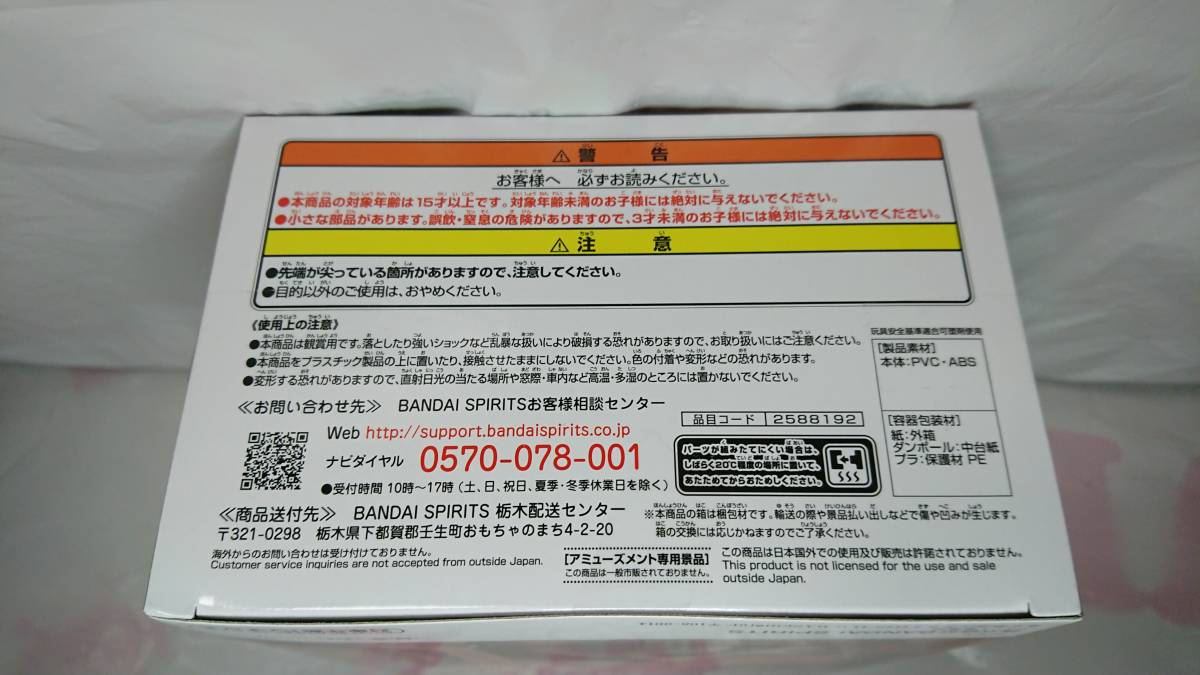 ⚠警告
お客様へ 必ずお読みください。
●本商品の対象年齢は15才以上です。対象年齢未満のお子様には絶対に与えないでください。
●小さな部品があります。誤飲・窒息の危険がありますので、3才未満のお子様には絶対に与えないでください。
⚠注意
●先端が尖っている箇所がありますので、注意してください。
●目的以外のご使用は、おやめください。
《使用上の注意》
●本商品は観賞用です。落としたり強いショックなど乱暴な扱いにより破損する恐れがありますので、お取り扱いにはご注意ください。
●本商品をプラスチック製品の上に置いたり、接触させたままにしないでください。色の付着や変形などの恐れがあります。
●変形する恐れがありますので、直射日光の当たる場所や窓際・車内など高温・多湿のところには置かないでください。
玩具安全基準適合可塑剤使用
[製品素材]
本体:PVC・ABS
[容器包装材]
紙:外箱
ダンボール:中台紙
プラ:保護材 PE
≪お問い合わせ先≫ BANDAI SPIRITSお客様相談センター
Web http://support.bandaispirits.co.jp
ナビダイヤル 0570-078-001
●受付時間 10時～17時(土、日、祝日、夏季・冬季休業日を除く)
品目コード 2588192
パーツが組みたてにくい場合は、
しばらく20℃程度の場所に置いて、
あたためてからおためしください。
≪商品送付先≫ BANDAI SPIRITS 栃木配送センター
〒321-0298 栃木県下都賀郡壬生町おもちゃのまち4-2-20
※本商品の箱は梱包材です。輸送の際や景品払い出しなどで傷や凹みが生じます。
箱の交換には応じかねますのでご了承ください。
海外からのお問い合わせは受け付けておりません。
Customer service inquiries are not accepted from outside Japan.
[アミューズメント専用景品]
この商品は一般市販されておりません。
この商品は日本国外での使用及び販売は許諾されておりません。
This product is not licensed for the use and sale
outside Japan.